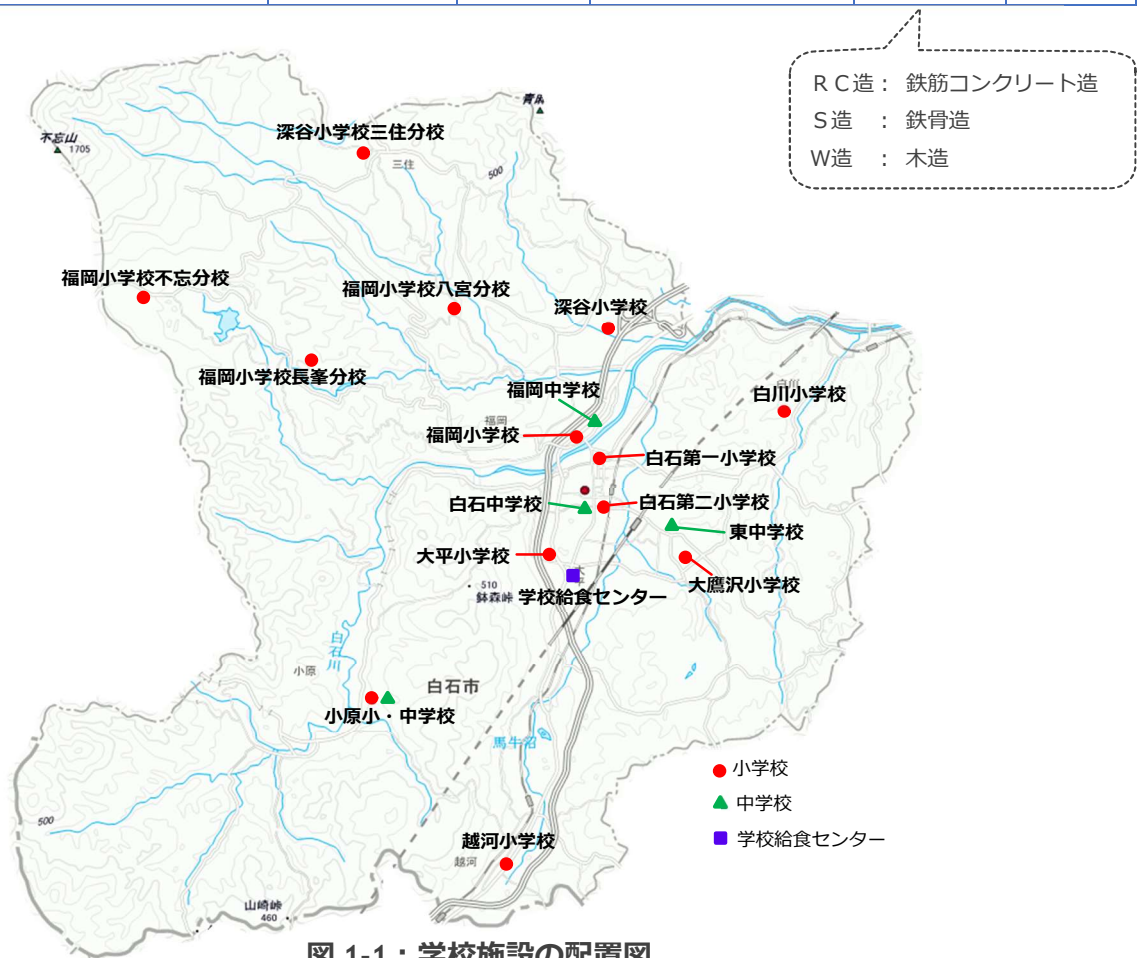 RC造： 鉄筋コンクリート造
S造 ： 鉄骨造
W造 ： 木造
青麻
不忘山
1705
深谷小学校三住分校
三住
500
福岡小学校不忘分校
福岡小学校八宮分校
深谷小学校
福岡小学校長峯分校
福岡中学校
白川
白川小学校
福岡
福岡小学校
白石第一小学校
白石中学校
白石第二小学校
東中学校
大平小学校
大平
510
鉢森峠
学校給食センター
大鷹沢小学校
白石川
小原
白石市
小原小・中学校
馬牛沼
小学校
中学校
学校給食センター
500
越河小学校
越河
山崎峠
460
図 1-1：学校施設の配置図